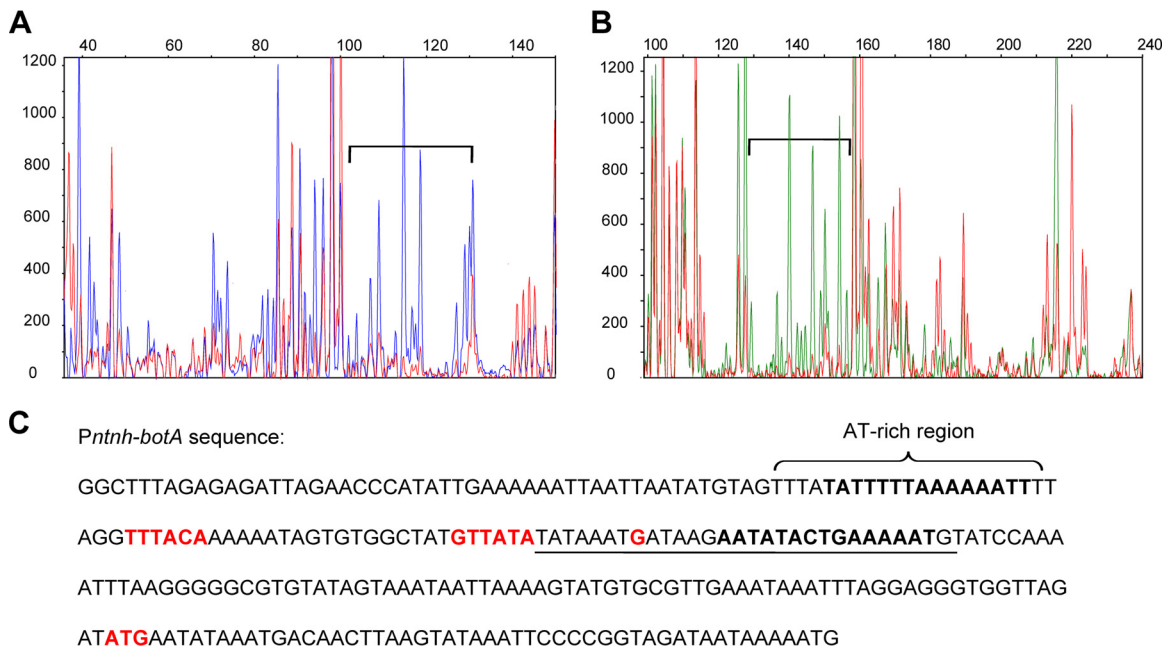 A
40 60 80 100 120 140
1200
1000
800
600
400
200
0
B
100 120 140 160 180 200 220 240
1200
1000
800
600
400
200
0
C
Pntnh-botA sequence:
AT-rich region
GGCTTTAGAGAGATTAGAACCCATATTGAAAAAATTAATTAATATGTAGTTTATATTTTTAAAAAATTTT
AGGTTTACAAAAAATAGTGTGGCTATGTTATATATAAATGATAAGAATATACTGAAAAATGTATCCAAA
ATTTAAGGGGGCGTGTATAGTAAATAATTAAAAGTATGTGCGTTGAAATAAATTTAGGAGGGTGGTTAG
ATATGAATATAAATGACAACTTAAGTATAAATTCCCCGGTAGATAATAAAAATG